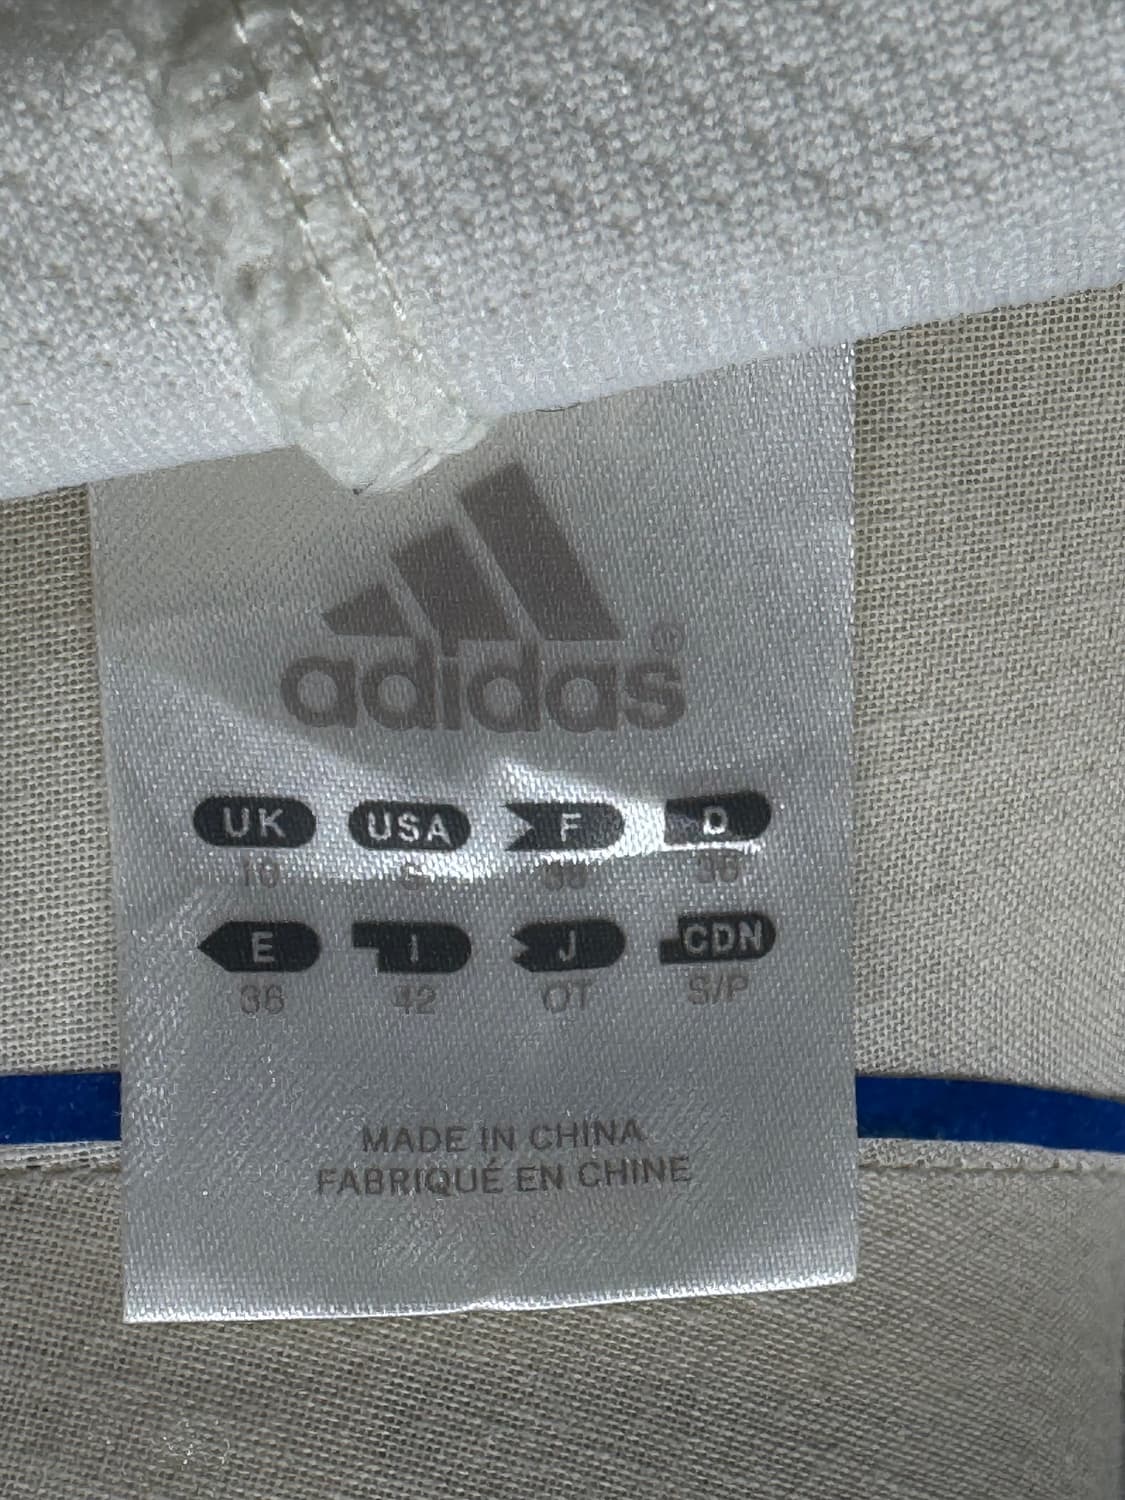 adidas®
UK USA F D
10 S 38 36
E I J CDN
36 42 OT S/P
MADE IN CHINA
FABRIQUÉ EN CHINE